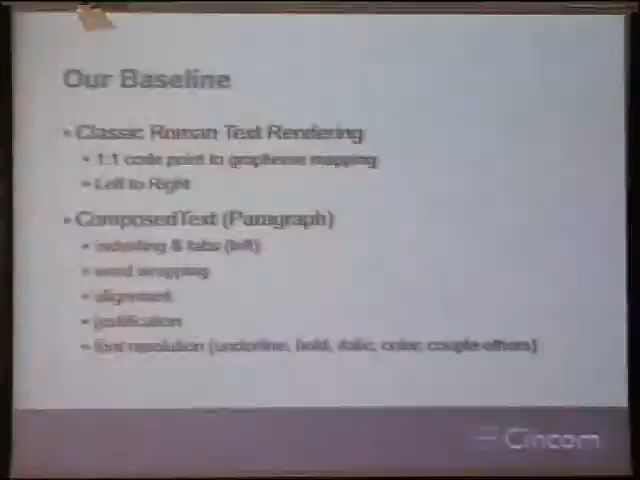 Our Baseline
• Classic Roman Text Rendering
• 1:1 code point to grapheme mapping
• Left to Right
• ComposedText (Paragraph)
• indenting & tabs (left)
• word wrapping
• alignment
• justification
• font resolution (underline, bold, italic, color, couple others)
Cincom